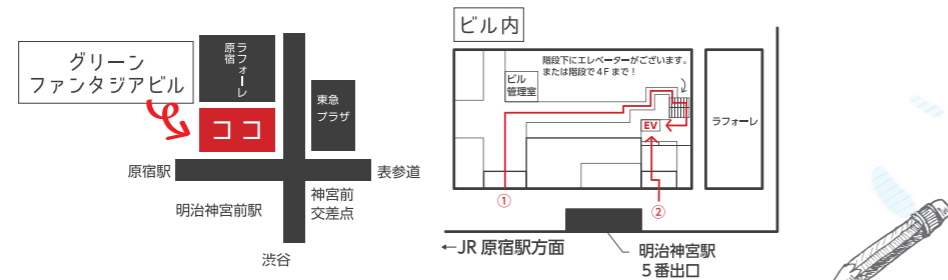 グリーン
ファンタジアビル
ラフォーレ
原宿
ココ
東急
プラザ
原宿駅
表参道
明治神宮前駅
神宮前
交差点
渋谷
ビル内
階段下にエレベーターがございます。
または階段で4Fまで！
ビル
管理室
EV
ラフォーレ
①
②
←JR 原宿駅方面
明治神宮駅
5番出口